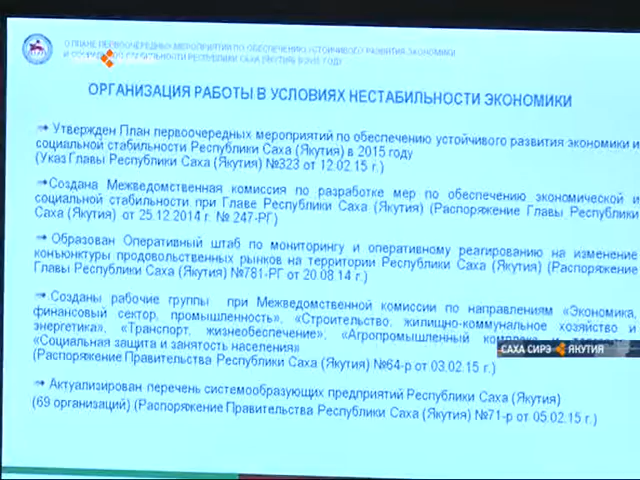 О ПЛАНЕ ПЕРВООЧЕРЕДНЫХ МЕРОПРИЯТИЙ ПО ОБЕСПЕЧЕНИЮ УСТОЙЧИВОГО РАЗВИТИЯ ЭКОНОМИКИ
И СОЦИАЛЬНОЙ СТАБИЛЬНОСТИ РЕСПУБЛИКИ САХА (ЯКУТИЯ) В 2015 ГОДУ
ОРГАНИЗАЦИЯ РАБОТЫ В УСЛОВИЯХ НЕСТАБИЛЬНОСТИ ЭКОНОМИКИ
Утвержден План первоочередных мероприятий по обеспечению устойчивого развития экономики и
социальной стабильности Республики Саха (Якутия) в 2015 году
(Указ Главы Республики Саха (Якутия) №323 от 12.02.15 г.)
Создана Межведомственная комиссия по разработке мер по обеспечению экономической и
социальной стабильности при Главе Республики Саха (Якутия) (Распоряжение Главы Республики
Саха (Якутия) от 25.12.2014 г. № 247-РГ)
Образован Оперативный штаб по мониторингу и оперативному реагированию на изменение
конъюнктуры продовольственных рынков на территории Республики Саха (Якутия) (Распоряжение
Главы Республики Саха (Якутия) №781-РГ от 20.08.14 г.)
Созданы рабочие группы при Межведомственной комиссии по направлениям «Экономика,
финансовый сектор, промышленность», «Строительство, жилищно-коммунальное хозяйство и
энергетика», «Транспорт, жизнеобеспечение», «Агропромышленный
«Социальная защита и занятость населения»
САХА СИРЭ ЯКУТИЯ
(Распоряжение Правительства Республики Саха (Якутия) №64-р от 03.02.15 г.)
Актуализирован перечень системообразующих предприятий Республики Саха (Якутия)
(69 организаций) (Распоряжение Правительства Республики Саха (Якутия) №71-р от 05.02.15 г.)